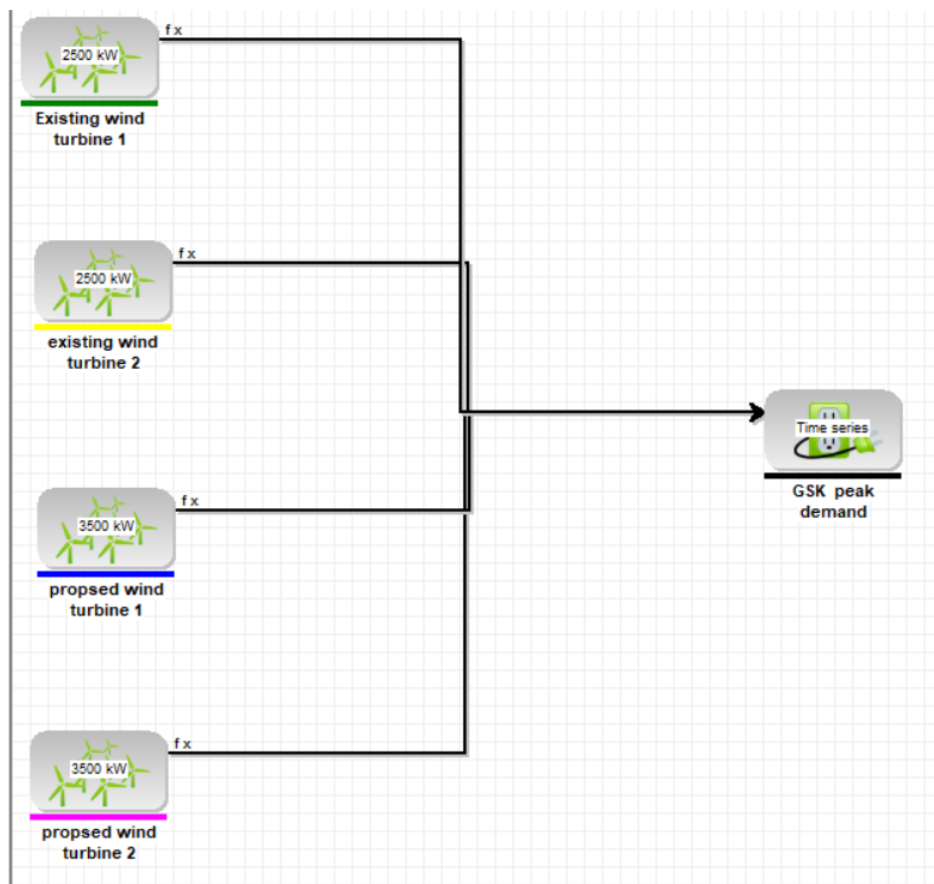 f x
2500 kW
Existing wind
turbine 1
f x
2500 kW
existing wind
turbine 2
Time series
GSK peak
demand
f x
3500 kW
propsed wind
turbine 1
f x
3500 kW
propsed wind
turbine 2